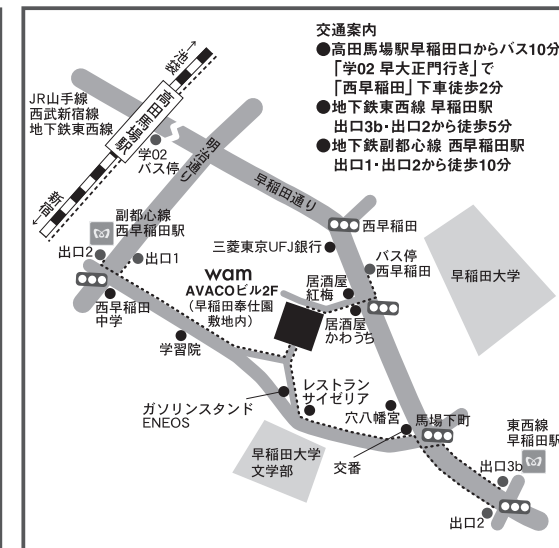 交通案内
●高田馬場駅早稲田口からバス10分
「学02 早大正門行き」で
「西早稲田」下車徒歩2分
●地下鉄東西線 早稲田駅
出口3b・出口2から徒歩5分
●地下鉄副都心線 西早稲田駅
出口1・出口2から徒歩10分
←池袋→
JR山手線
西武新宿線
地下鉄東西線
高田馬場駅
学02
バス停
明治通り
早稲田通り
←新宿→
副都心線
西早稲田駅
出口2
出口1
西早稲田
三菱東京UFJ銀行
バス停
西早稲田
早稲田大学
wam
AVACOビル2F
(早稲田奉仕園
敷地内)
居酒屋
紅梅
居酒屋
かわうち
西早稲田
中学
学習院
レストラン
サイゼリア
ガソリンスタンド
ENEOS
穴八幡宮
馬場下町
早稲田大学
文学部
交番
東西線
早稲田駅
出口3b
出口2